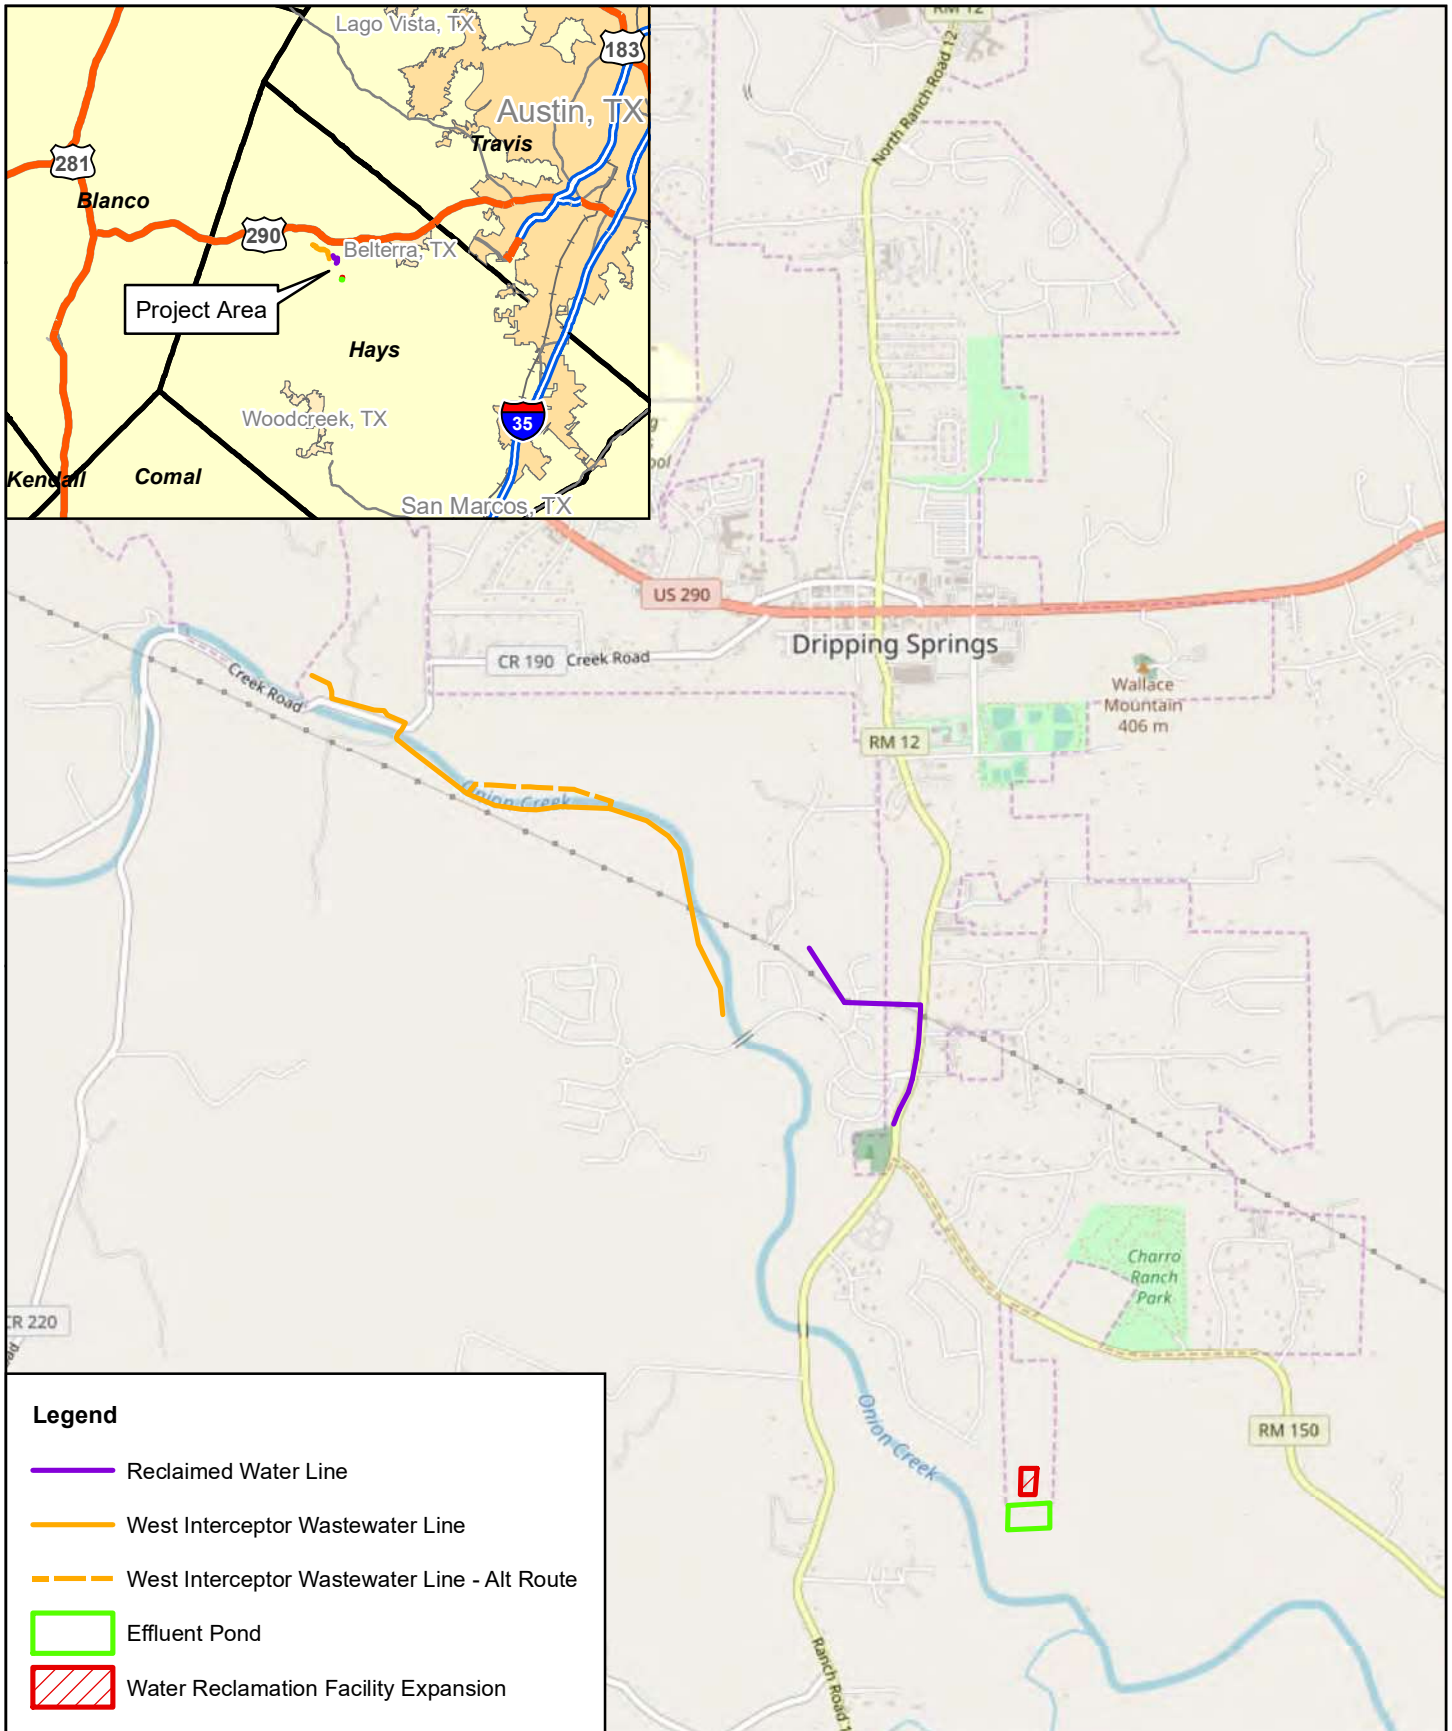 Lago Vista, TX
183
Austin, TX
Travis
281
Blanco
290
Belterra, TX
Project Area
Hays
Woodcreek, TX
35
Kendall
Comal
San Marcos, TX
RM 12
North Ranch Road 12
US 290
Dripping Springs
CR 190
Creek Road
Creek Road
Wallace
Mountain
406 m
RM 12
Onion Creek
Charro
Ranch
Park
CR 220
Onion Creek
RM 150
Ranch Road 1
Legend
Reclaimed Water Line
West Interceptor Wastewater Line
West Interceptor Wastewater Line - Alt Route
Effluent Pond
Water Reclamation Facility Expansion